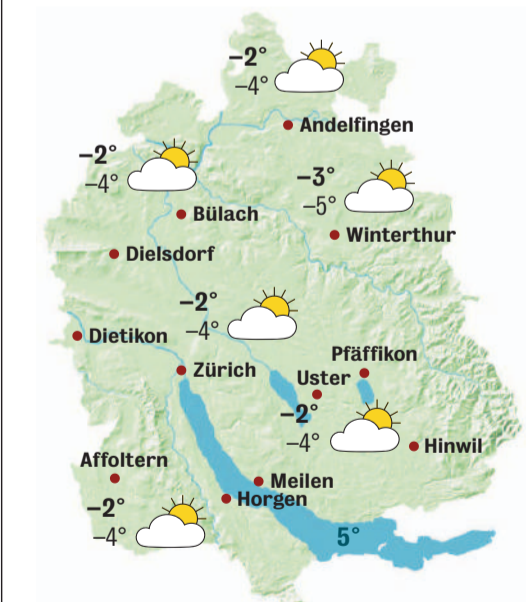 –2°
–4°
Andelfingen
–2°
–4°
–3°
–5°
Bülach
Winterthur
Dielsdorf
–2°
–4°
Dietikon
Pfäffikon
Zürich
Uster
–2°
–4°
Hinwil
Affoltern
Meilen
Horgen
–2°
–4°
5°